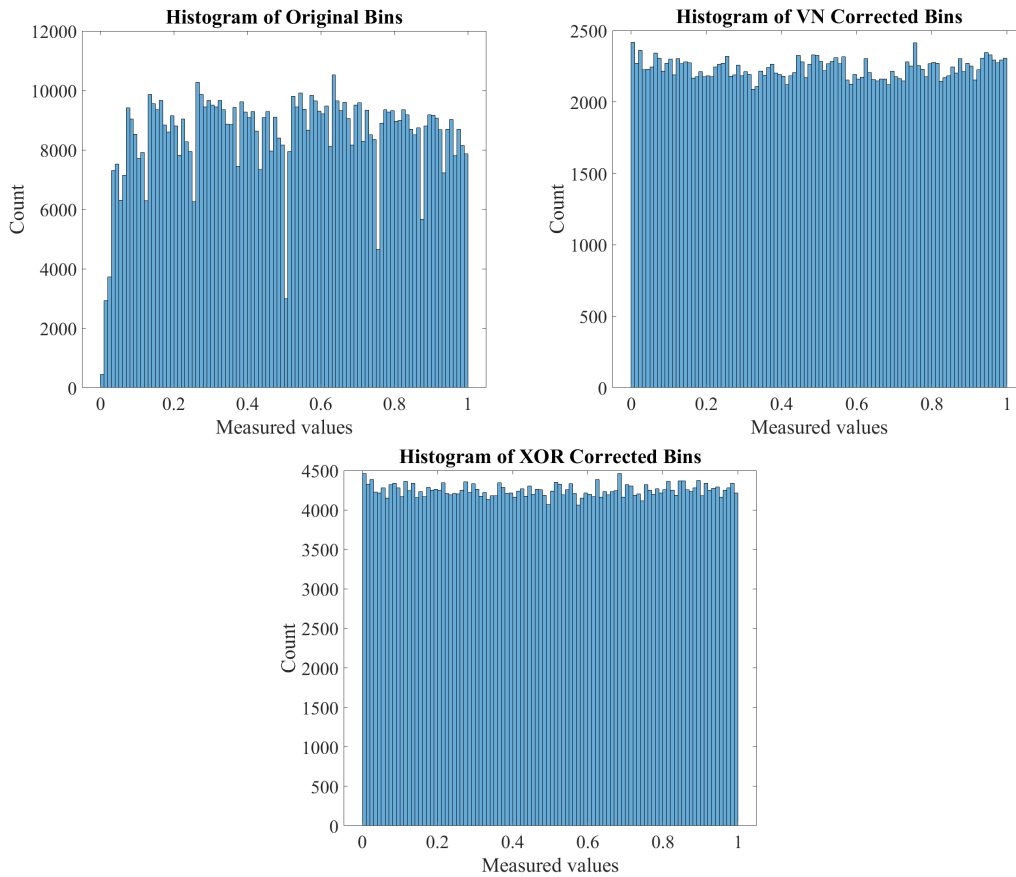 Histogram of Original Bins
12000
10000
8000
6000
4000
2000
0
Count
0 0.2 0.4 0.6 0.8 1
Measured values
Histogram of VN Corrected Bins
2500
2000
1500
1000
500
0
Count
0 0.2 0.4 0.6 0.8 1
Measured values
Histogram of XOR Corrected Bins
4500
4000
3500
3000
2500
2000
1500
1000
500
0
Count
0 0.2 0.4 0.6 0.8 1
Measured values